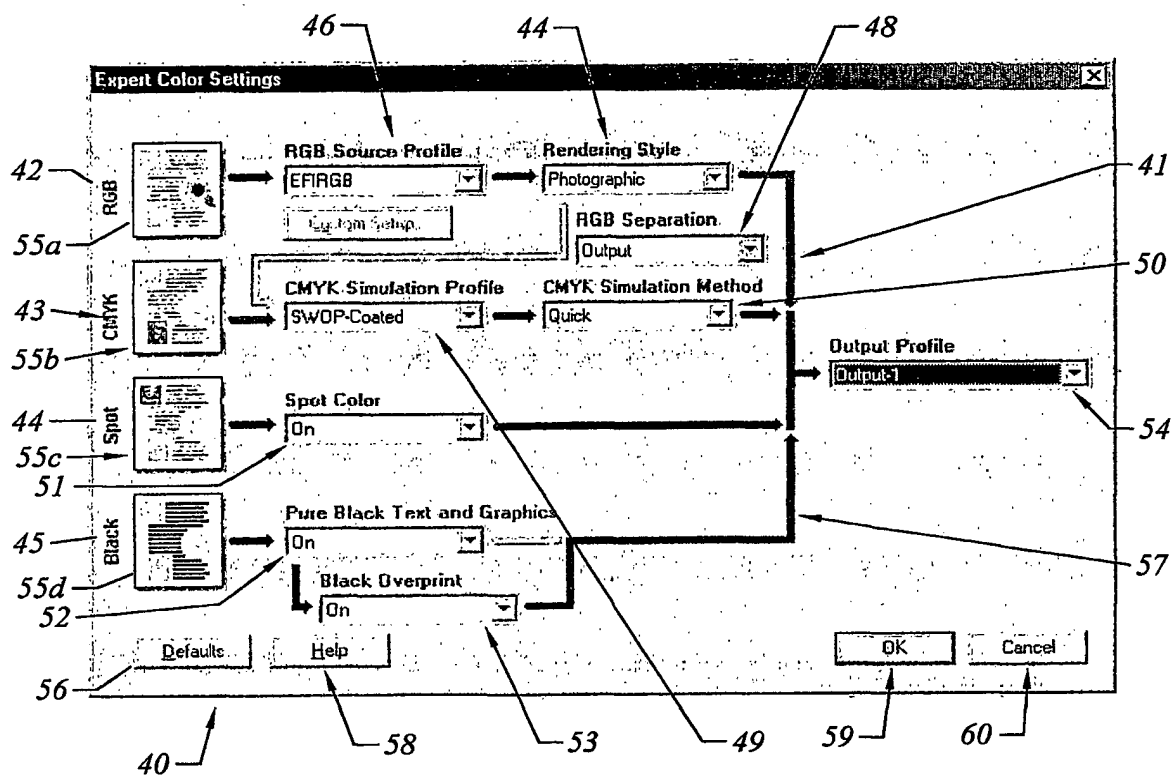 46
44
48
Expert Color Settings
42
RGB
55a
RGB Source Profile
EFIRGB
Custom Setup...
Rendering Style
Photographic
RGB Separation
Output
41
50
43
CMYK
55b
CMYK Simulation Profile
SWOP-Coated
CMYK Simulation Method
Quick
Output Profile
Output-1
54
44
Spot
55c
51
Spot Color
On
45
Black
55d
52
Pure Black Text and Graphics
On
Black Overprint
On
57
Defaults
Help
OK
Cancel
56
40
58
53
49
59
60